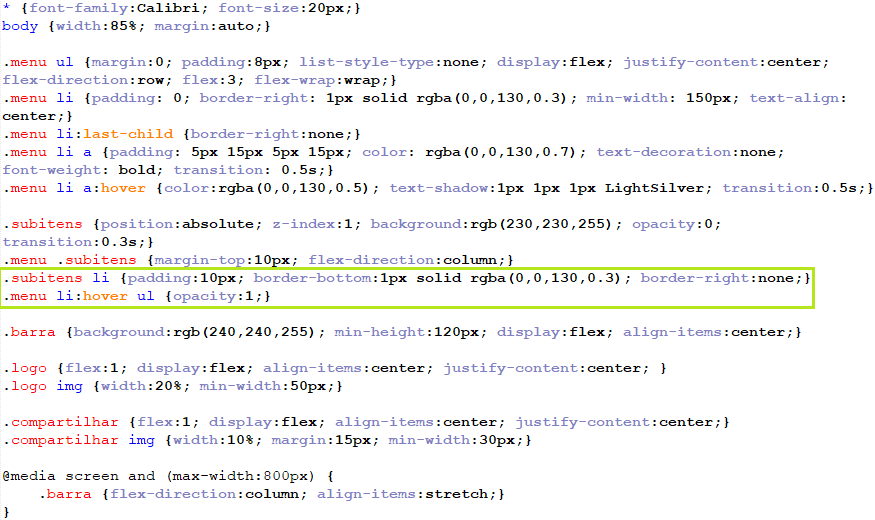 * {font-family:Calibri; font-size:20px;}
body {width:85%; margin:auto;}
.menu ul {margin:0; padding:8px; list-style-type:none; display:flex; justify-content:center;
flex-direction:row; flex:3; flex-wrap:wrap;}
.menu li {padding: 0; border-right: 1px solid rgba(0,0,130,0.3); min-width: 150px; text-align:
center;}
.menu li:last-child {border-right:none;}
.menu li a {padding: 5px 15px 5px 15px; color: rgba(0,0,130,0.7); text-decoration:none;
font-weight: bold; transition: 0.5s;}
.menu li a:hover {color:rgba(0,0,130,0.5); text-shadow:1px 1px 1px LightSilver; transition:0.5s;}
.subitens {position:absolute; z-index:1; background:rgb(230,230,255); opacity:0;
transition:0.3s;}
.menu .subitens {margin-top:10px; flex-direction:column;}
.subitens li {padding:10px; border-bottom:1px solid rgba(0,0,130,0.3); border-right:none;}
.menu li:hover ul {opacity:1;}
.barra {background:rgb(240,240,255); min-height:120px; display:flex; align-items:center;}
.logo {flex:1; display:flex; align-items:center; justify-content:center; }
.logo img {width:20%; min-width:50px;}
.compartilhar {flex:1; display:flex; align-items:center; justify-content:center;}
.compartilhar img {width:10%; margin:15px; min-width:30px;}
@media screen and (max-width:800px) {
.barra {flex-direction:column; align-items:stretch;}
}